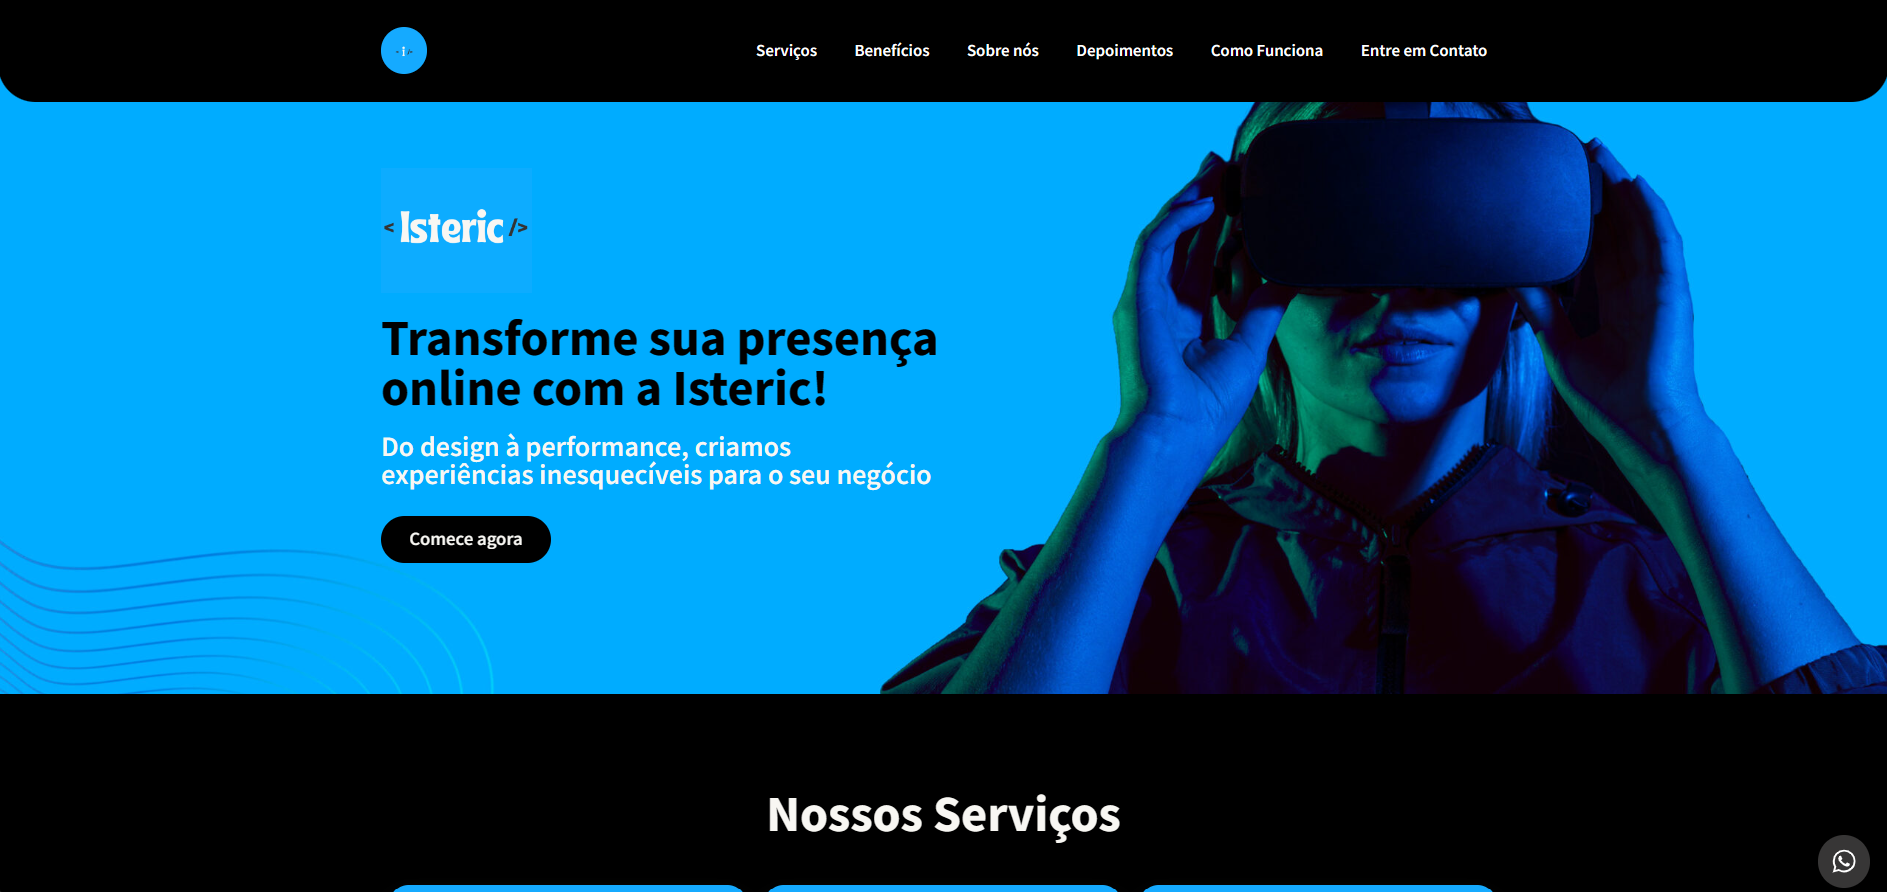 Serviços
Benefícios
Sobre nós
Depoimentos
Como Funciona
Entre em Contato
< Isteric />
Transforme sua presença
online com a Isteric!
Do design à performance, criamos
experiências inesquecíveis para o seu negócio
Comece agora
Nossos Serviços